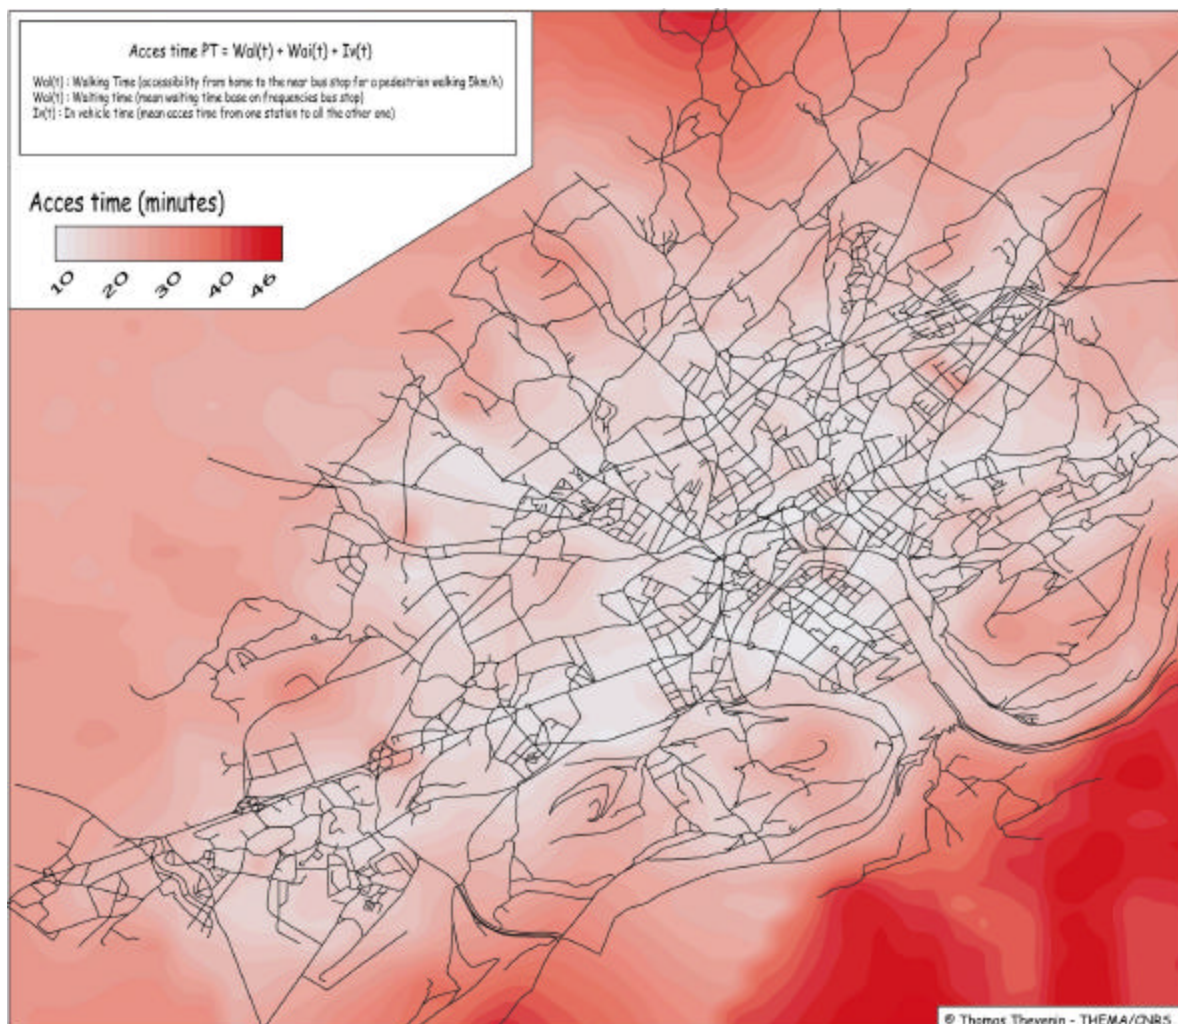 Acces time PT = Wal(t) + Wai(t) + Iv(t)
Wal(t) : Walking Time (accessibility from home to the near bus stop for a pedestrian walking 5km/h)
Wai(t) : Waiting time (mean waiting time base on frequencies bus stop)
Iv(t) : In vehicle time (mean acces time from one station to all the other one)
Acces time (minutes)
10 20 30 40 46
© Thomas Thevenin - THEMA/CNRS